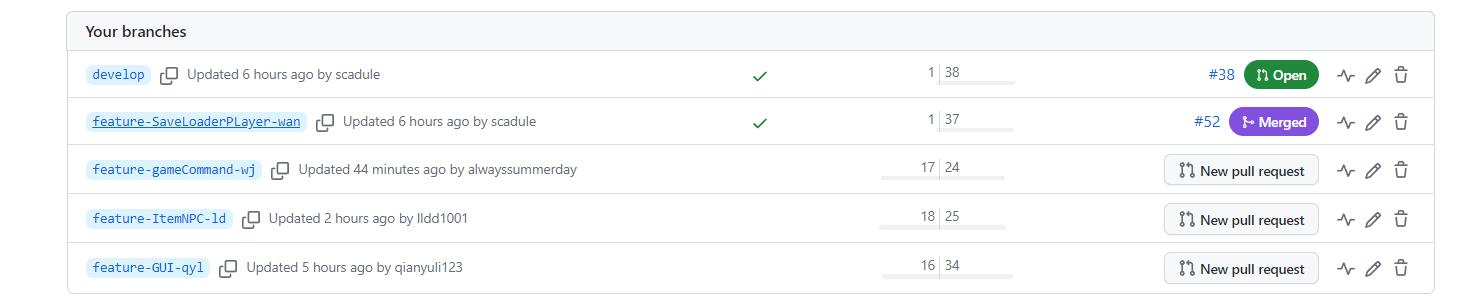 Your branches
develop Updated 6 hours ago by scadule 1 38 #38 Open
feature-SaveLoaderPLayer-wan Updated 6 hours ago by scadule 1 37 #52 Merged
feature-gameCommand-wj Updated 44 minutes ago by alwayssummerday 17 24 New pull request
feature-ItemNPC-ld Updated 2 hours ago by lldd1001 18 25 New pull request
feature-GUI-qyl Updated 5 hours ago by qianyuli123 16 34 New pull request